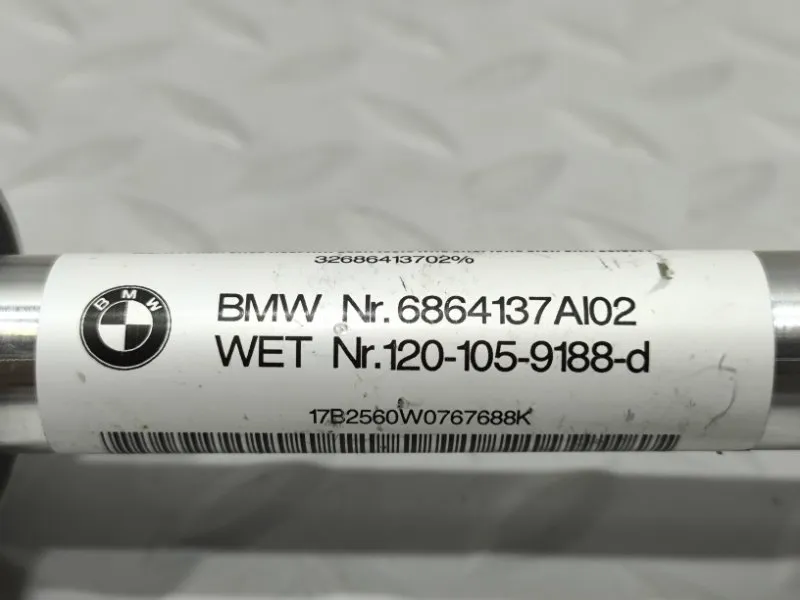 32686413702%
BMW
BMW Nr.6864137AI02
WET Nr.120-105-9188-d
17B2560W0767688K